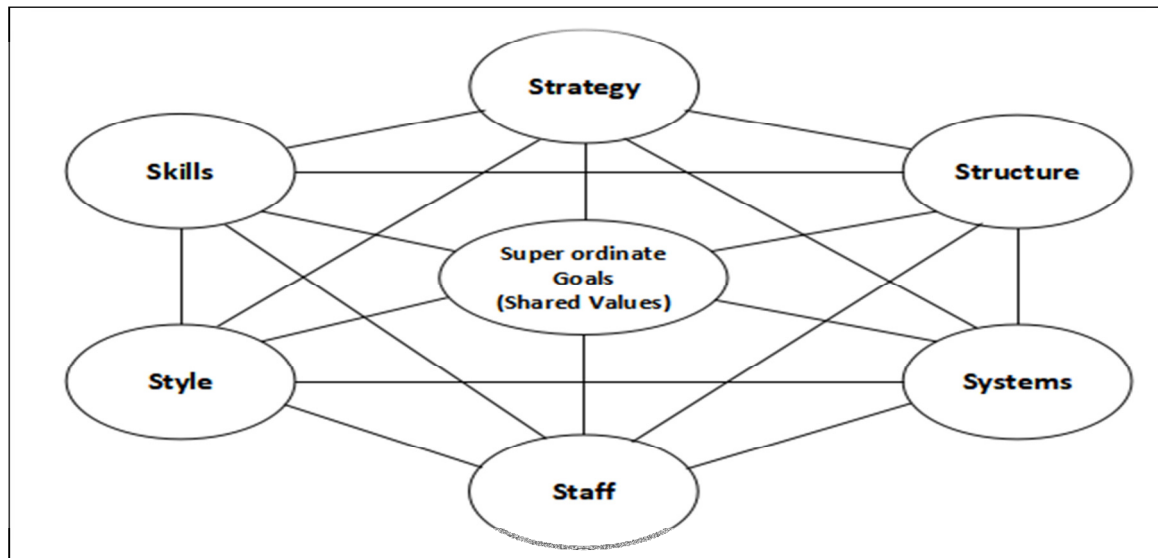 Strategy
Skills
Structure
Super ordinate
Goals
(Shared Values)
Style
Systems
Staff